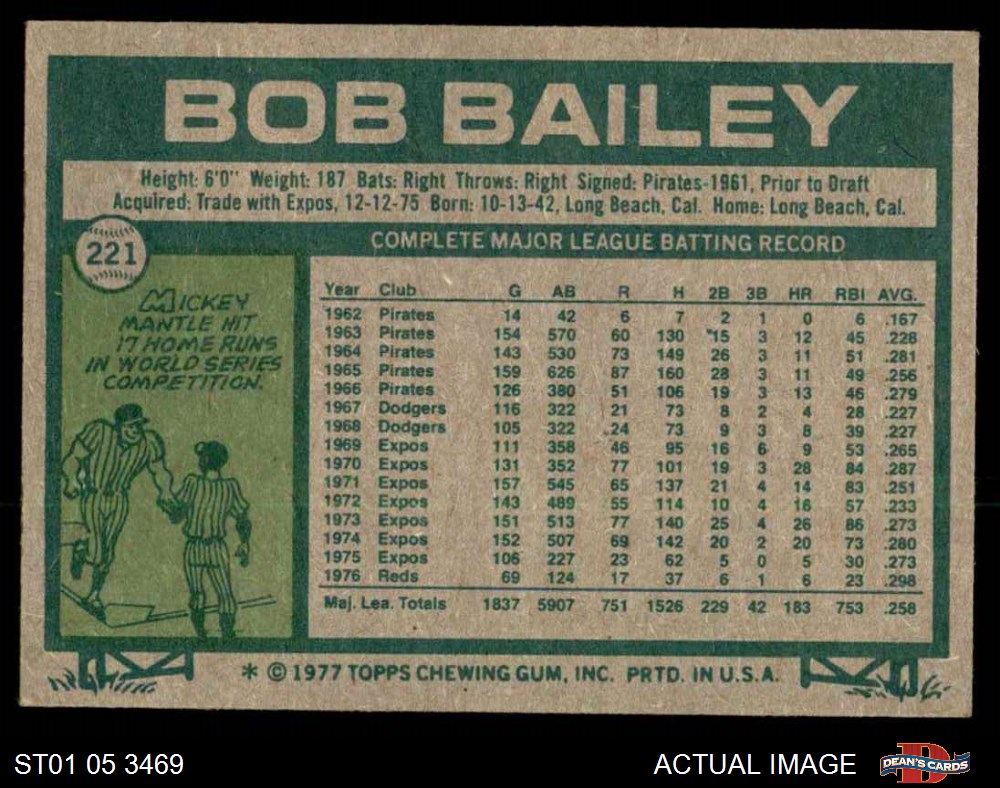 BOB BAILEY
Height: 6'0" Weight: 187 Bats: Right Throws: Right Signed: Pirates-1961, Prior to Draft
Acquired: Trade with Expos, 12-12-75 Born: 10-13-42, Long Beach, Cal. Home: Long Beach, Cal.
221
MICKEY
MANTLE HIT
17 HOME RUNS
IN WORLD SERIES
COMPETITION.
COMPLETE MAJOR LEAGUE BATTING RECORD
Year Club G AB R H 2B 3B HR RBI AVG.
1962 Pirates 14 42 6 7 2 1 0 6 .167
1963 Pirates 154 570 60 130 15 3 12 45 .228
1964 Pirates 143 530 73 149 26 3 11 51 .281
1965 Pirates 159 626 87 160 28 3 11 49 .256
1966 Pirates 126 380 51 106 19 3 13 46 .279
1967 Dodgers 116 322 21 73 8 2 4 28 .227
1968 Dodgers 105 322 24 73 9 3 8 39 .227
1969 Expos 111 358 46 95 16 6 9 53 .265
1970 Expos 131 352 77 101 19 3 28 84 .287
1971 Expos 157 545 65 137 21 4 14 83 .251
1972 Expos 143 489 55 114 10 4 16 57 .233
1973 Expos 151 513 77 140 25 4 26 86 .273
1974 Expos 152 507 69 142 20 2 20 73 .280
1975 Expos 106 227 23 62 5 0 5 30 .273
1976 Reds 69 124 17 37 6 1 6 23 .298
Maj. Lea. Totals 1837 5907 751 1526 229 42 183 753 .258
* © 1977 TOPPS CHEWING GUM, INC. PRTD. IN U.S.A.
ST01 05 3469
ACTUAL IMAGE
DEAN'S CARDS